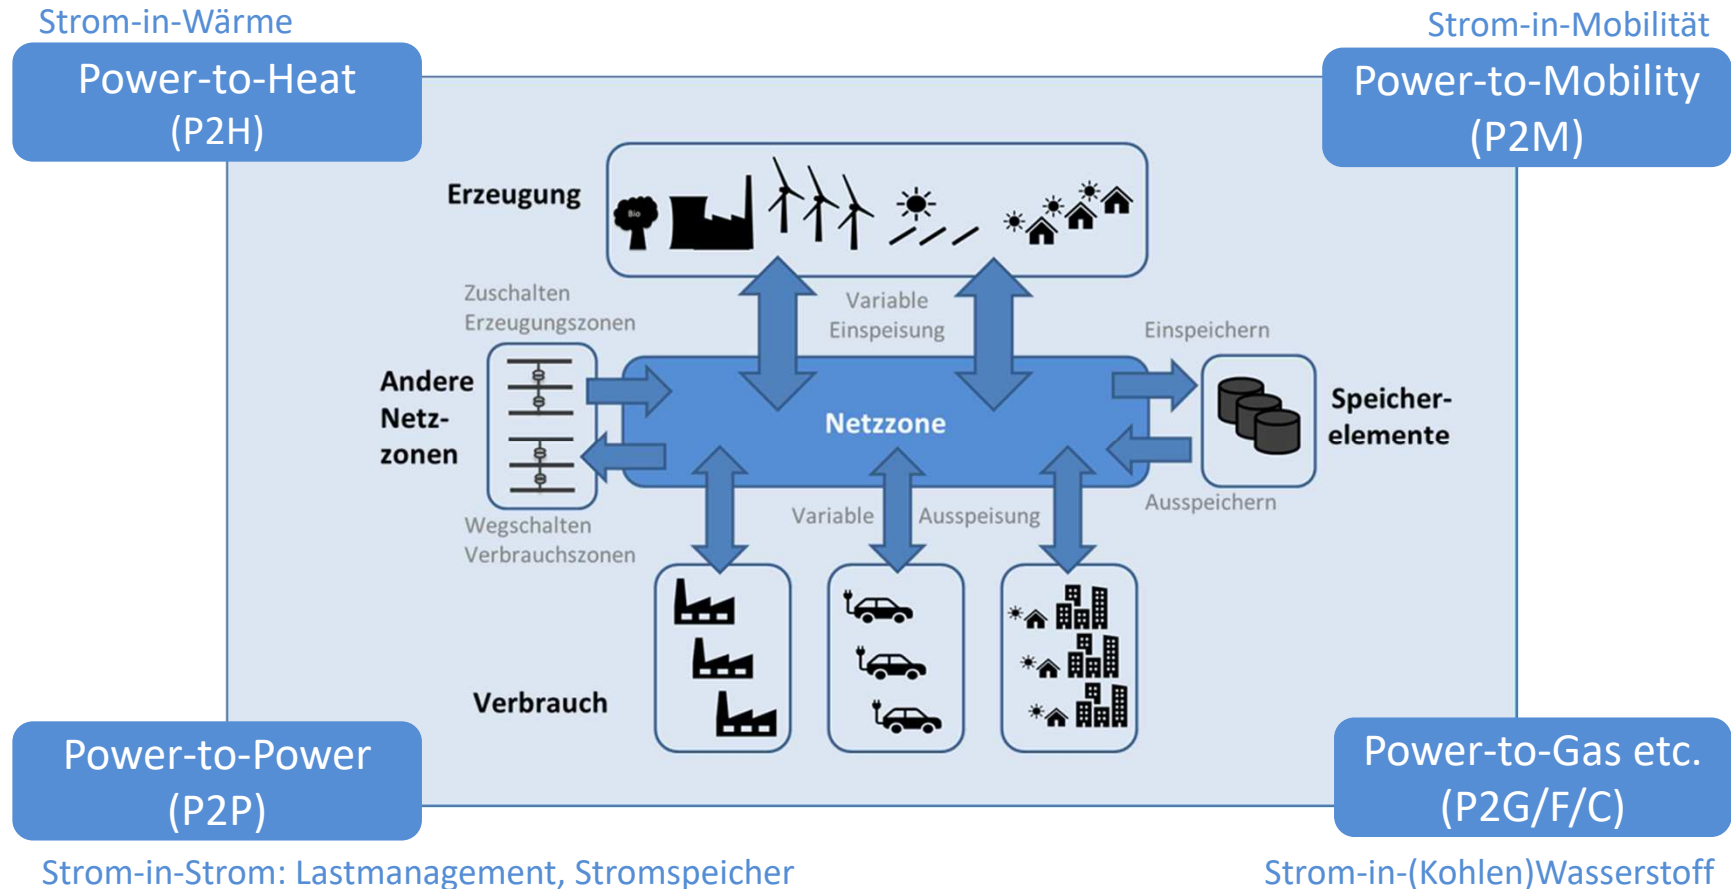 Strom-in-Wärme
Strom-in-Mobilität
Power-to-Heat
(P2H)
Power-to-Mobility
(P2M)
Erzeugung
Bio
Zuschalten
Erzeugungszonen
Variable
Einspeisung
Einspeichern
Andere
Netz-
zonen
Netzzone
Speicher-
elemente
Wegschalten
Verbrauchszonen
Variable
Ausspeisung
Ausspeichern
Verbrauch
Power-to-Power
(P2P)
Power-to-Gas etc.
(P2G/F/C)
Strom-in-Strom: Lastmanagement, Stromspeicher
Strom-in-(Kohlen)Wasserstoff